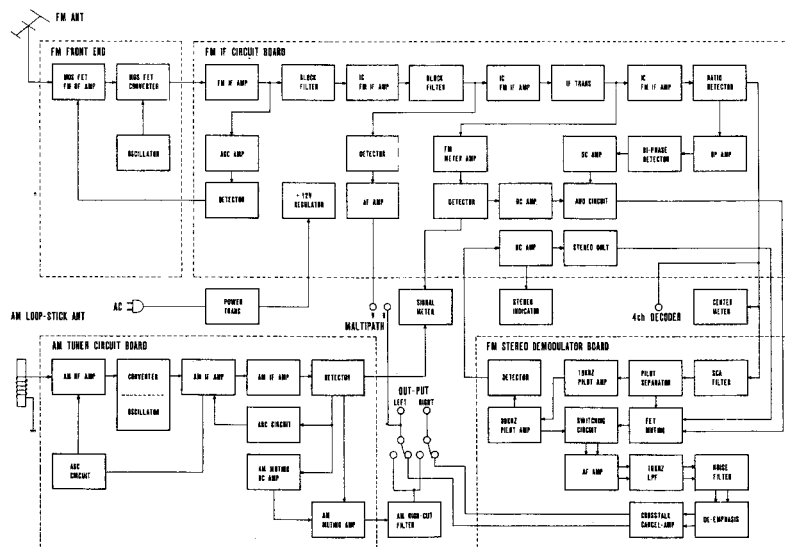 FM ANT
FM FRONT END
FM IF CIRCUIT BOARD
MOS FET
FM RF AMP
MOS FET
CONVERTER
FM IF AMP
BLOCK
FILTER
IC
FM IF AMP
BLOCK
FILTER
IC
FM IF AMP
IF TRANS
IC
FM IF AMP
RATIO
DETECTOR
OSCILLATOR
AGC AMP
DETECTOR
FM
METER AMP
DC AMP
BI-PHASE
DETECTOR
DETECTOR
+12V
REGULATOR
AF AMP
DETECTOR
DC AMP
AND CIRCUIT
DC AMP
STEREO ONLY
AC
POWER
TRANS
V
H
MALTIPATH
SIGNAL
METER
STEREO
INDICATOR
4ch DECODER
CENTER
METER
AM LOOP-STICK ANT
AM TUNER CIRCUIT BOARD
FM STEREO DEMODULATOR BOARD
AM RF AMP
CONVERTER
OSCILLATOR
AM IF AMP
AM IF AMP
DETECTOR
OUT-PUT
LEFT
RIGHT
DETECTOR
19KHZ
PILOT AMP
PILOT
SEPARATOR
SCA
FILTER
AGC CIRCUIT
38KHZ
PILOT AMP
SWITCHING
CIRCUIT
FET
MUTING
AGC
CIRCUIT
AM MUTING
DC AMP
AF AMP
19KHZ
LPF
NOISE
FILTER
AM
MUTING AMP
AM HIGH-CUT
FILTER
CROSSTALK
CANCEL-AMP
DE-EMPHASIS